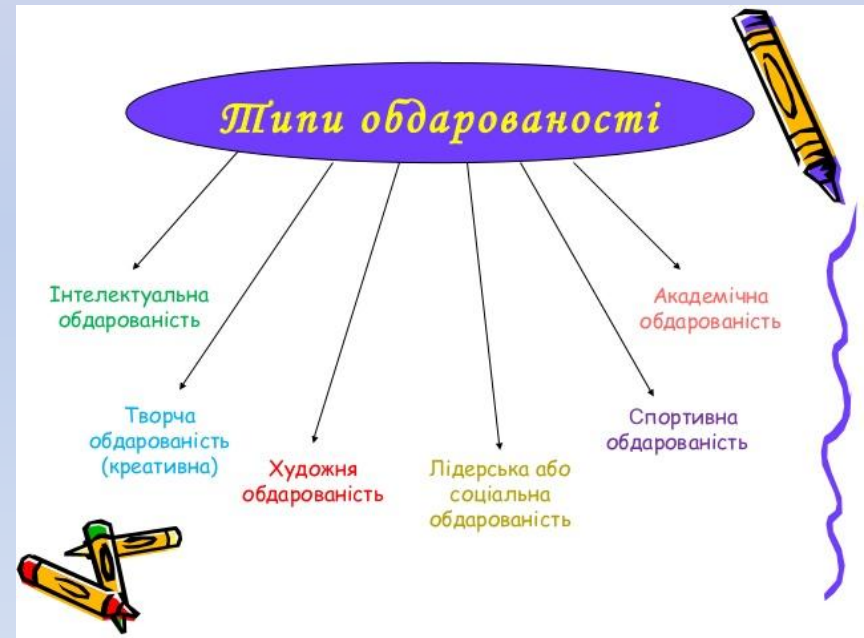 Типи обдарованості
Інтелектуальна
обдарованість
Творча
обдарованість
(креативна)
Художня
обдарованість
Лідерська або
соціальна
обдарованість
Спортивна
обдарованість
Академічна
обдарованість